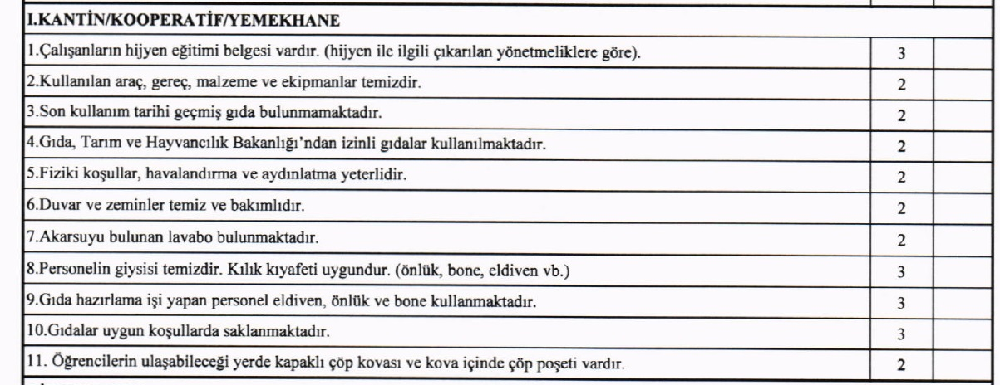 I.KANTİN/KOOPERATİF/YEMEKHANE
1.Çalışanların hijyen eğitimi belgesi vardır. (hijyen ile ilgili çıkarılan yönetmeliklere göre). 3
2.Kullanılan araç, gereç, malzeme ve ekipmanlar temizdir. 2
3.Son kullanım tarihi geçmiş gıda bulunmamaktadır. 2
4.Gıda, Tarım ve Hayvancılık Bakanlığı'ndan izinli gıdalar kullanılmaktadır. 2
5.Fiziki koşullar, havalandırma ve aydınlatma yeterlidir. 2
6.Duvar ve zeminler temiz ve bakımlıdır. 2
7.Akarsuyu bulunan lavabo bulunmaktadır. 2
8.Personelin giysisi temizdir. Kılık kıyafeti uygundur. (önlük, bone, eldiven vb.) 3
9.Gıda hazırlama işi yapan personel eldiven, önlük ve bone kullanmaktadır. 3
10.Gıdalar uygun koşullarda saklanmaktadır. 3
11. Öğrencilerin ulaşabileceği yerde kapaklı çöp kovası ve kova içinde çöp poşeti vardır. 2